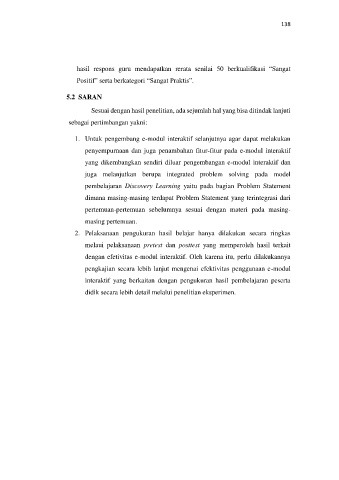 138
hasil respons guru mendapatkan rerata senilai 50 berkualifikasi “Sangat
Positif” serta berkategori “Sangat Praktis”.
5.2 SARAN
Sesuai dengan hasil penelitian, ada sejumlah hal yang bisa ditindak lanjuti
sebagai pertimbangan yakni:
1. Untuk pengembang e-modul interaktif selanjutnya agar dapat melakukan
penyempurnaan dan juga penambahan fitur-fitur pada e-modul interaktif
yang dikembangkan sendiri diluar pengembangan e-modul interaktif dan
juga melanjutkan berupa integrated problem solving pada model
pembelajaran Discovery Learning yaitu pada bagian Problem Statement
dimana masing-masing terdapat Problem Statement yang terintegrasi dari
pertemuan-pertemuan sebelumnya sesuai dengan materi pada masing-
masing pertemuan.
2. Pelaksanaan pengukuran hasil belajar hanya dilakukan secara ringkas
melaui pelaksanaan pretest dan posttest yang memperoleh hasil terkait
dengan efetivitas e-modul interaktif. Oleh karena itu, perlu dilakukannya
pengkajian secara lebih lanjut mengenai efektivitas penggunaan e-modul
interaktif yang berkaitan dengan pengukuran hasil pembelajaran peserta
didik secara lebih detail melalui penelitian eksperimen.